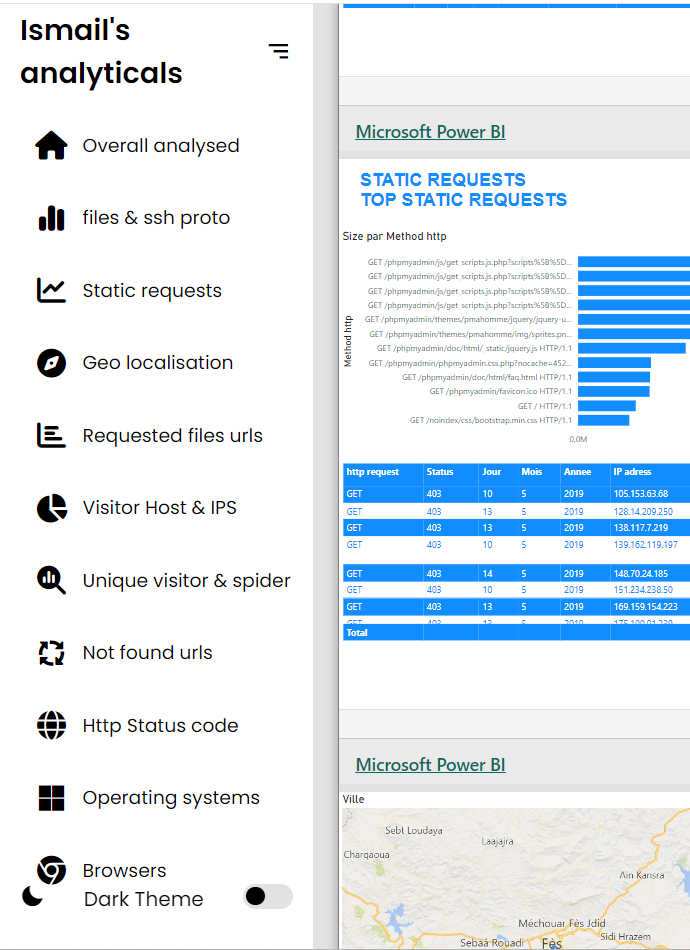 Ismail's
analyticals
Overall analysed
files & ssh proto
Static requests
Geo localisation
Requested files urls
Visitor Host & IPS
Unique visitor & spider
Not found urls
Http Status code
Operating systems
Browsers
Dark Theme
Microsoft Power BI
STATIC REQUESTS
TOP STATIC REQUESTS
Size par Method http
Method http
GET /phpmyadmin/js/get_scripts.js.php?scripts%5B%5D...
GET /phpmyadmin/js/get_scripts.js.php?scripts%5B%5D...
GET /phpmyadmin/js/get_scripts.js.php?scripts%5B%5D...
GET /phpmyadmin/js/get_scripts.js.php?scripts%5B%5D...
GET /phpmyadmin/themes/pmahomme/jquery/jquery-u...
GET /phpmyadmin/themes/pmahomme/img/sprites.pn...
GET /phpmyadmin/doc/html/_static/jquery.js HTTP/1.1
GET /phpmyadmin/phpmyadmin.css.php?nocache=452...
GET /phpmyadmin/doc/html/faq.html HTTP/1.1
GET /phpmyadmin/favicon.ico HTTP/1.1
GET / HTTP/1.1
GET /noindex/css/bootstrap.min.css HTTP/1.1
0,0M
http request Status Jour Mois Annee IP adress
GET 403 10 5 2019 105.153.63.68
GET 403 13 5 2019 128.14.209.250
GET 403 13 5 2019 138.117.7.219
GET 403 10 5 2019 139.162.119.197
GET 403 14 5 2019 148.70.24.185
GET 403 10 5 2019 151.234.238.50
GET 403 13 5 2019 169.159.154.223
GET 403 13 5 2019
Total
Microsoft Power BI
Ville
Sebt Loudaya
Laajajra
Chargaoua
Ain Kansra
Méchouar Fès Jdid
Sidi Hrazem
Sebaâ Rouadi
Fès